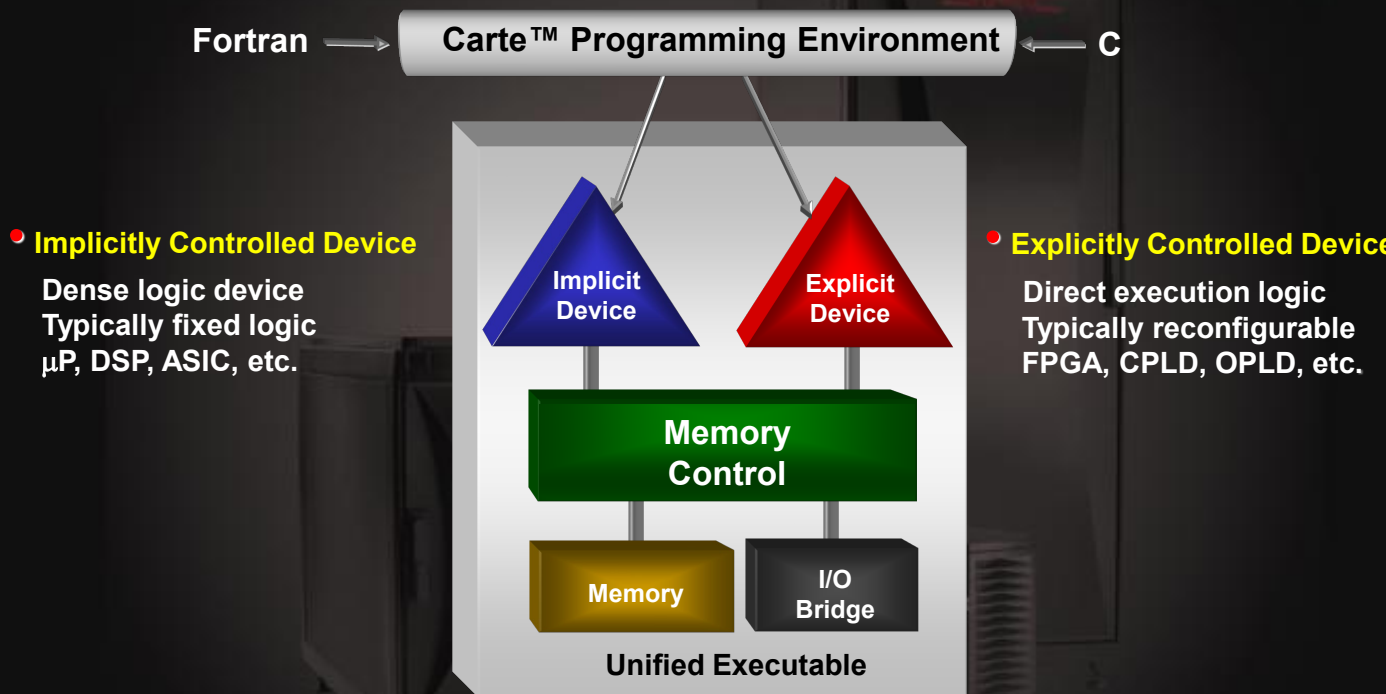 Fortran
Carte™ Programming Environment
C
• Implicitly Controlled Device
Dense logic device
Typically fixed logic
μP, DSP, ASIC, etc.
Implicit
Device
Explicit
Device
• Explicitly Controlled Device
Direct execution logic
Typically reconfigurable
FPGA, CPLD, OPLD, etc.
Memory
Control
Memory
I/O
Bridge
Unified Executable